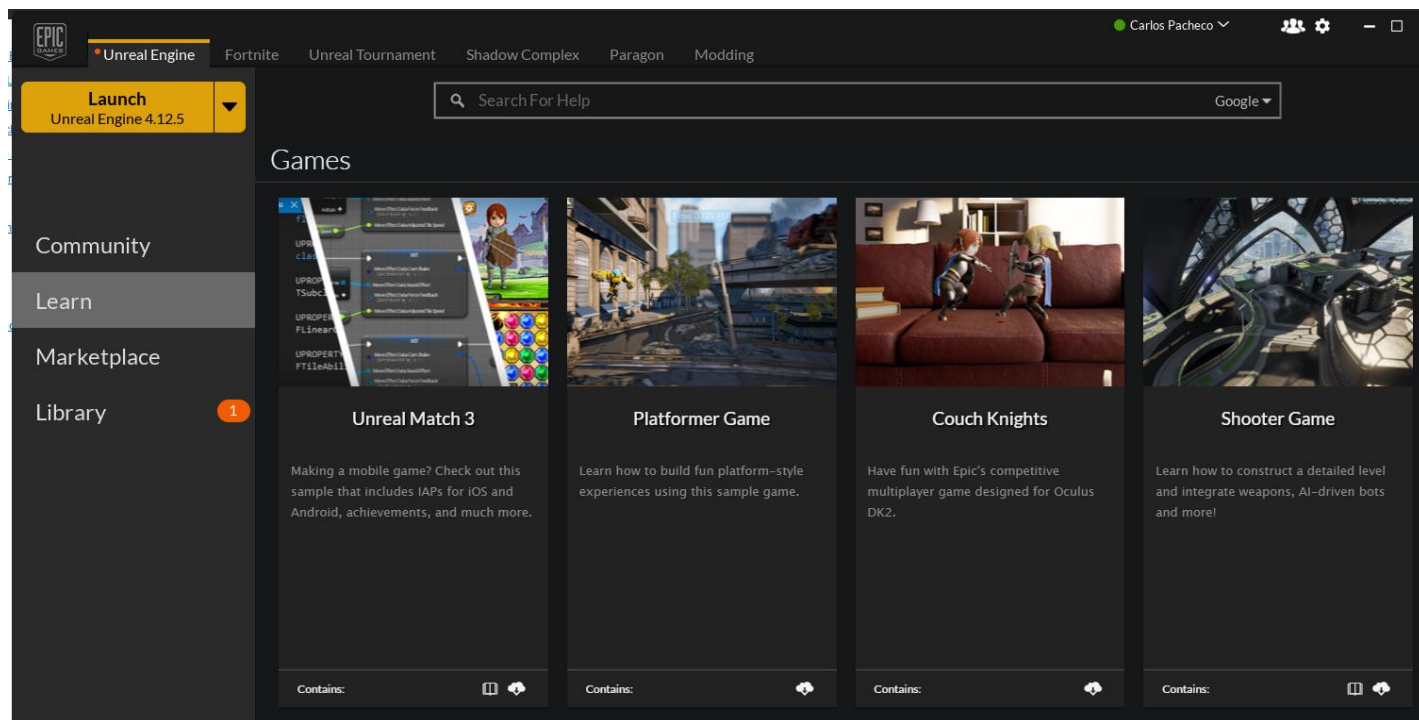 EPIC
GAMES
Unreal Engine
Fortnite
Unreal Tournament
Shadow Complex
Paragon
Modding
Carlos Pacheco
Launch
Unreal Engine 4.12.5
Search For Help
Google
Community
Learn
Marketplace
Library
1
Games
Unreal Match 3
Making a mobile game? Check out this
sample that includes IAPs for iOS and
Android, achievements, and much more.
Contains:
Platformer Game
Learn how to build fun platform-style
experiences using this sample game.
Contains:
Couch Knights
Have fun with Epic's competitive
multiplayer game designed for Oculus
DK2.
Contains:
Shooter Game
Learn how to construct a detailed level
and integrate weapons, AI-driven bots
and more!
Contains: